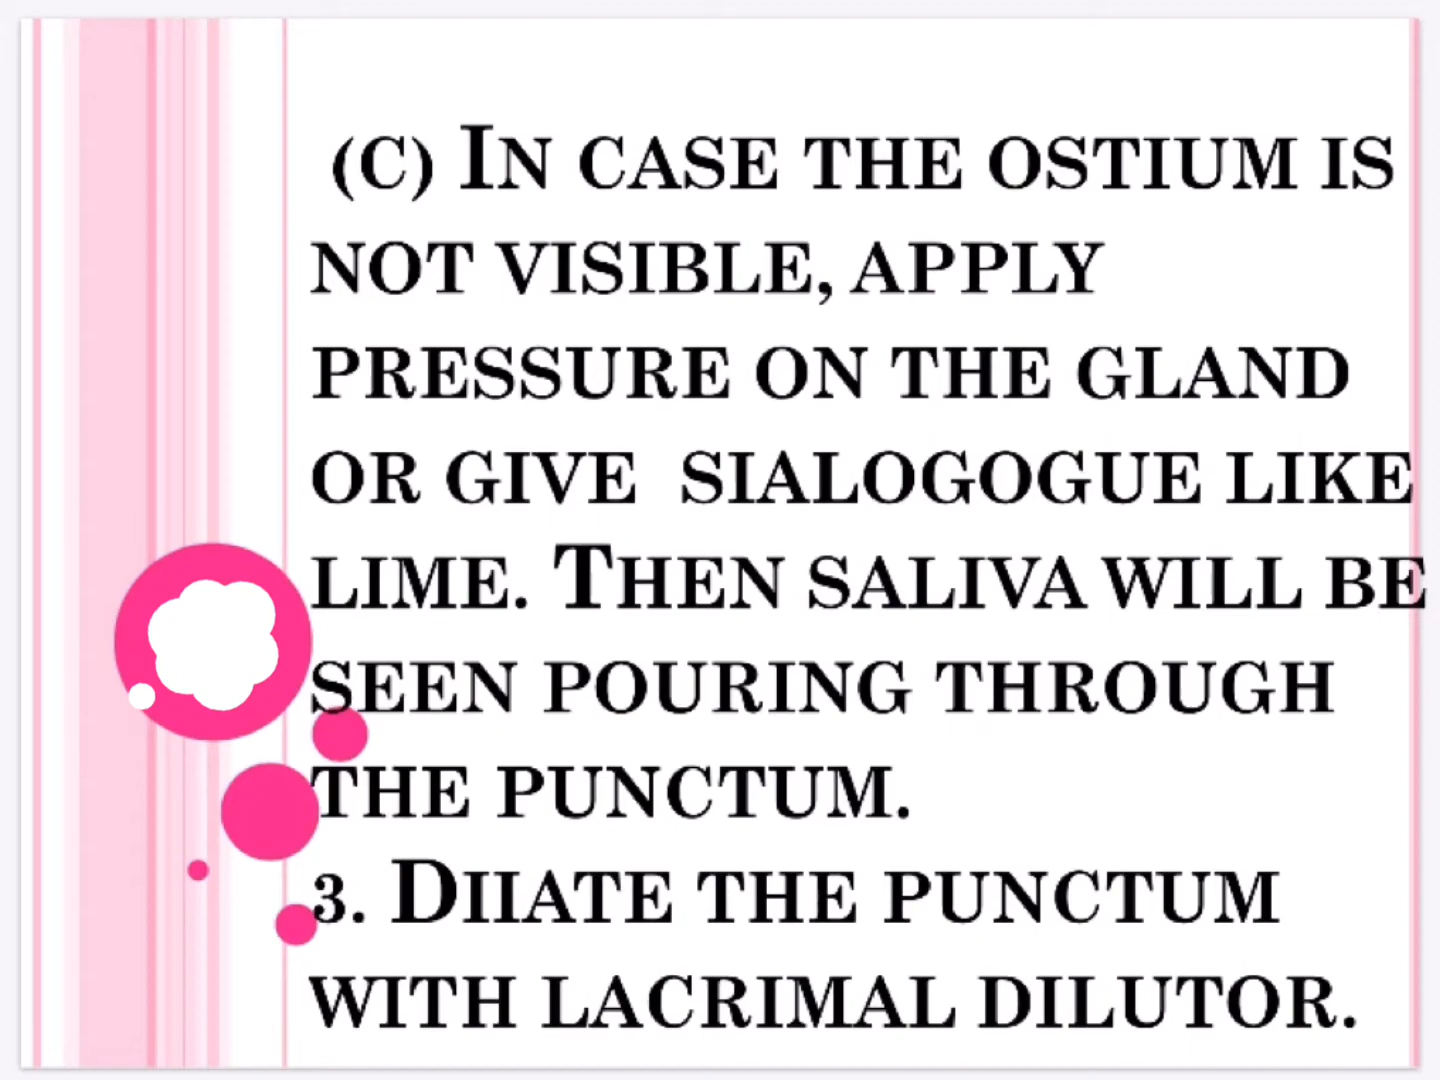 (C) IN CASE THE OSTIUM IS
NOT VISIBLE, APPLY
PRESSURE ON THE GLAND
OR GIVE SIALOGOGUE LIKE
LIME. THEN SALIVA WILL BE
SEEN POURING THROUGH
THE PUNCTUM.
3. DIIATE THE PUNCTUM
WITH LACRIMAL DILUTOR.